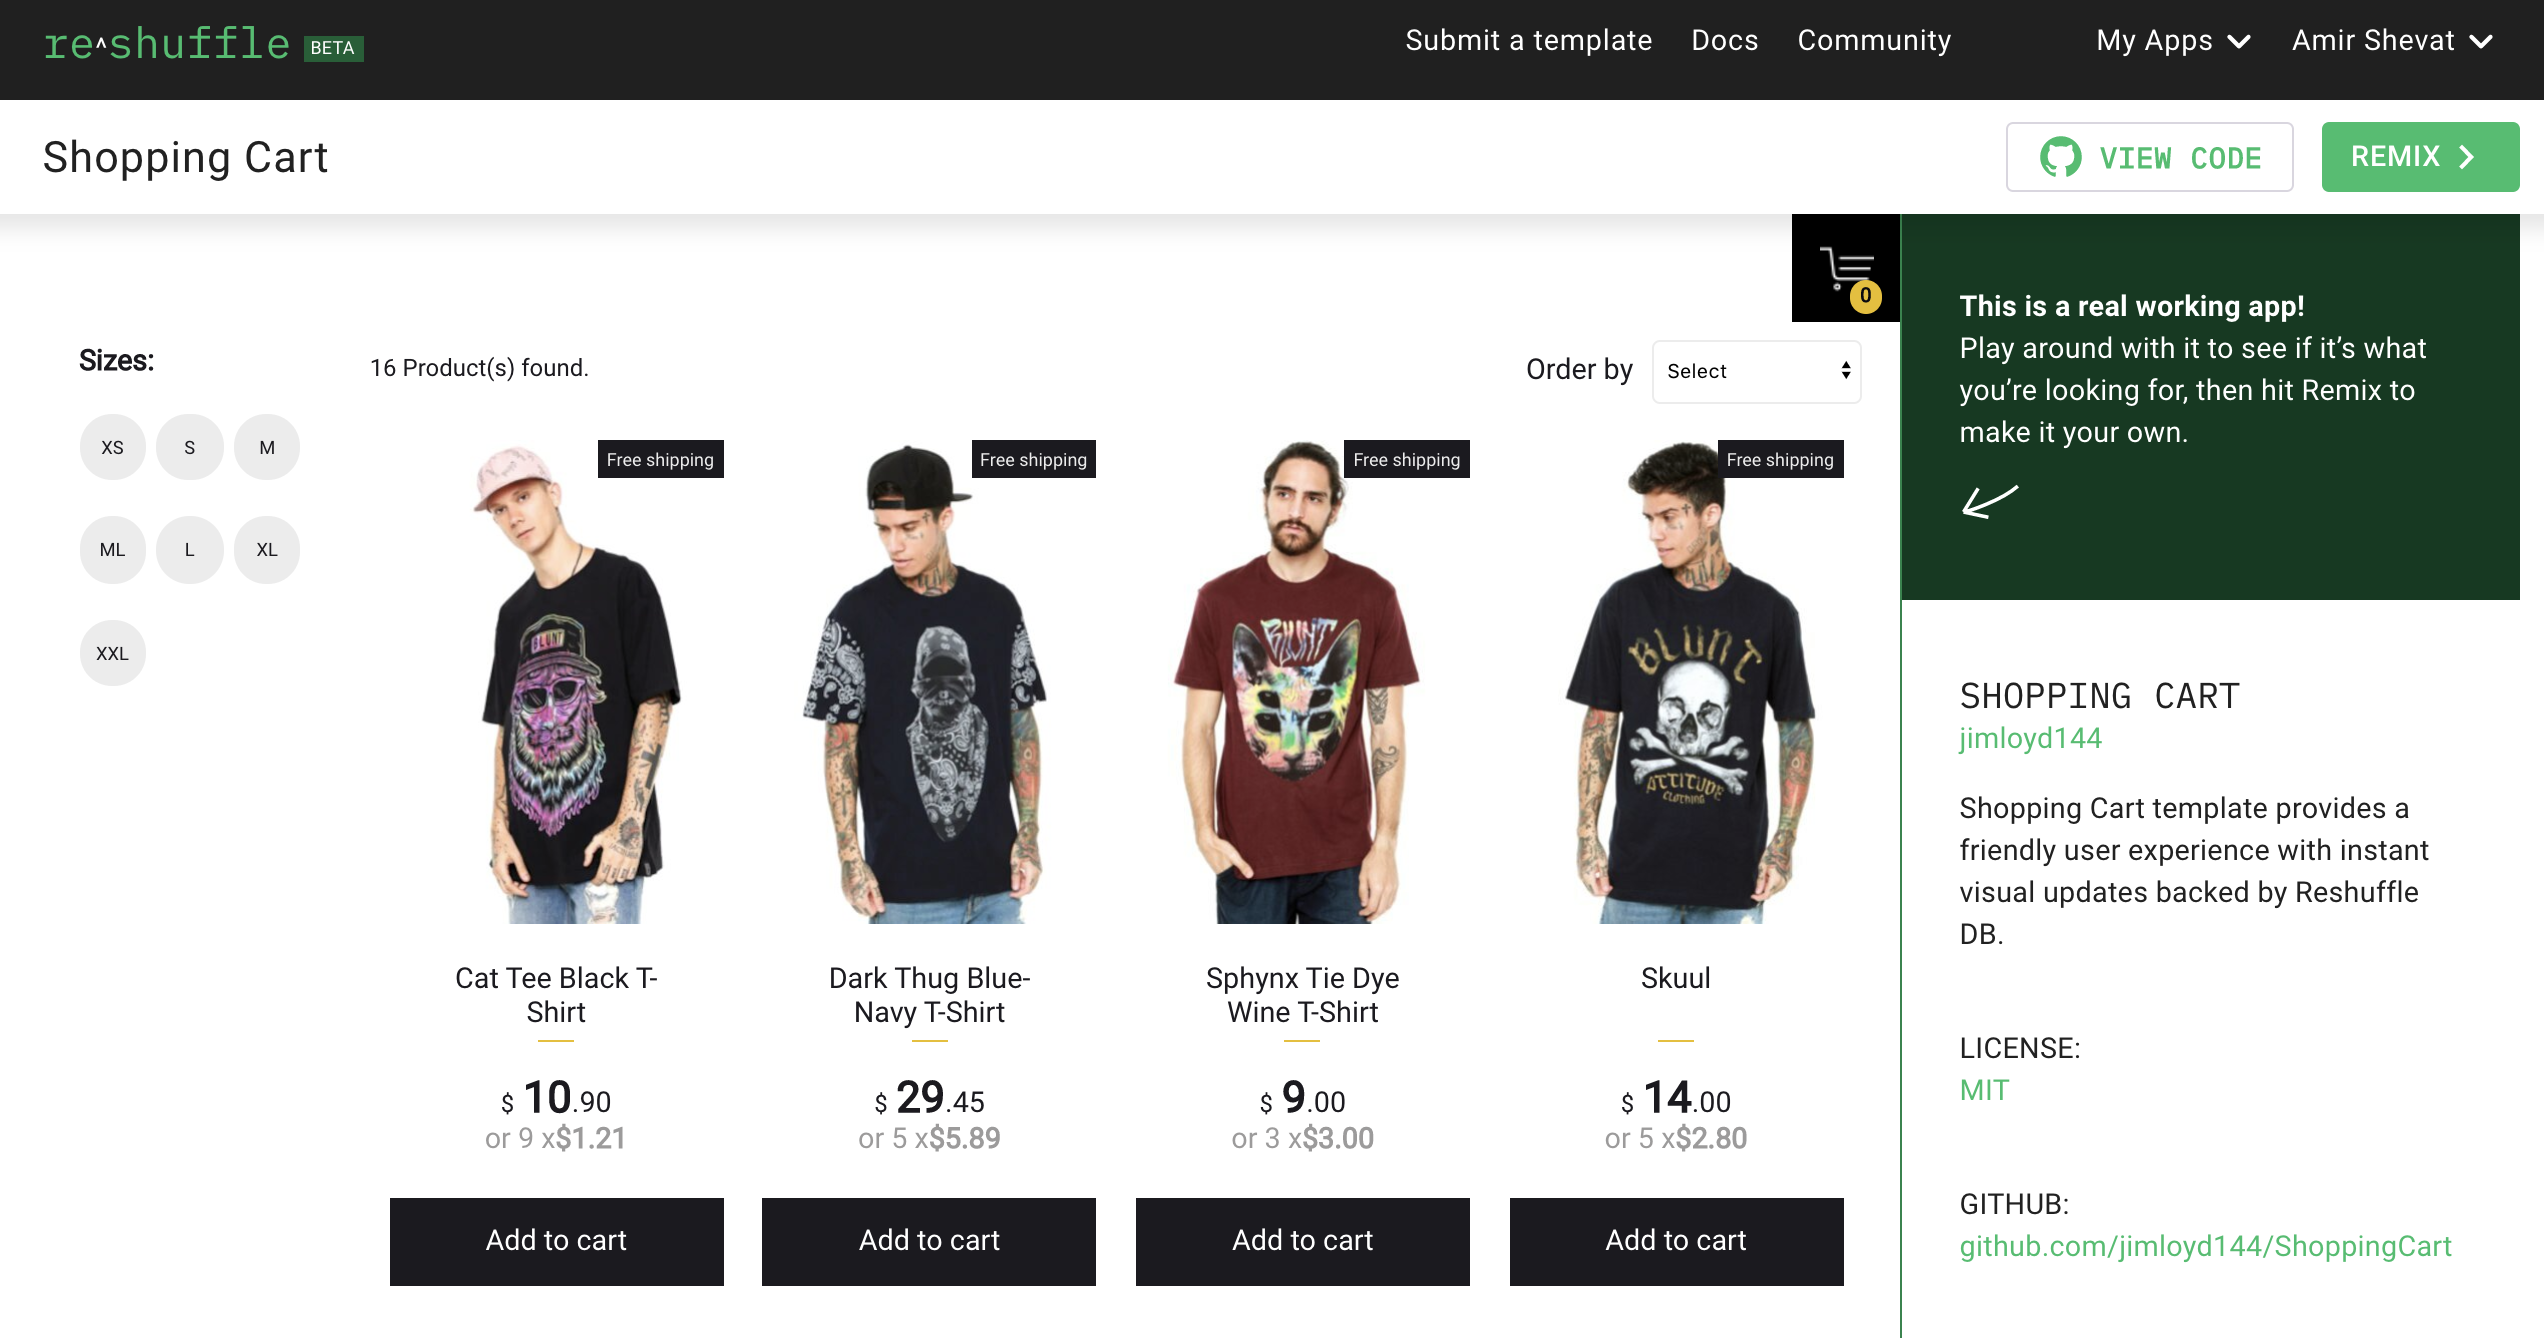 re^shuffle BETA
Submit a template Docs Community My Apps Amir Shevat
Shopping Cart
VIEW CODE
REMIX
0
Sizes:
XS S M
ML L XL
XXL
16 Product(s) found.
Order by Select
Free shipping
BLUNT
Cat Tee Black T-
Shirt
$ 10.90
or 9 x$1.21
Add to cart
Free shipping
Dark Thug Blue-
Navy T-Shirt
$ 29.45
or 5 x$5.89
Add to cart
Free shipping
BLUNT
Sphynx Tie Dye
Wine T-Shirt
$ 9.00
or 3 x$3.00
Add to cart
Free shipping
BLUNT
ATTITUDE
CLOTHING
Skuul
$ 14.00
or 5 x$2.80
Add to cart
This is a real working app!
Play around with it to see if it’s what
you’re looking for, then hit Remix to
make it your own.
SHOPPING CART
jimloyd144
Shopping Cart template provides a
friendly user experience with instant
visual updates backed by Reshuffle
DB.
LICENSE:
MIT
GITHUB:
github.com/jimloyd144/ShoppingCart